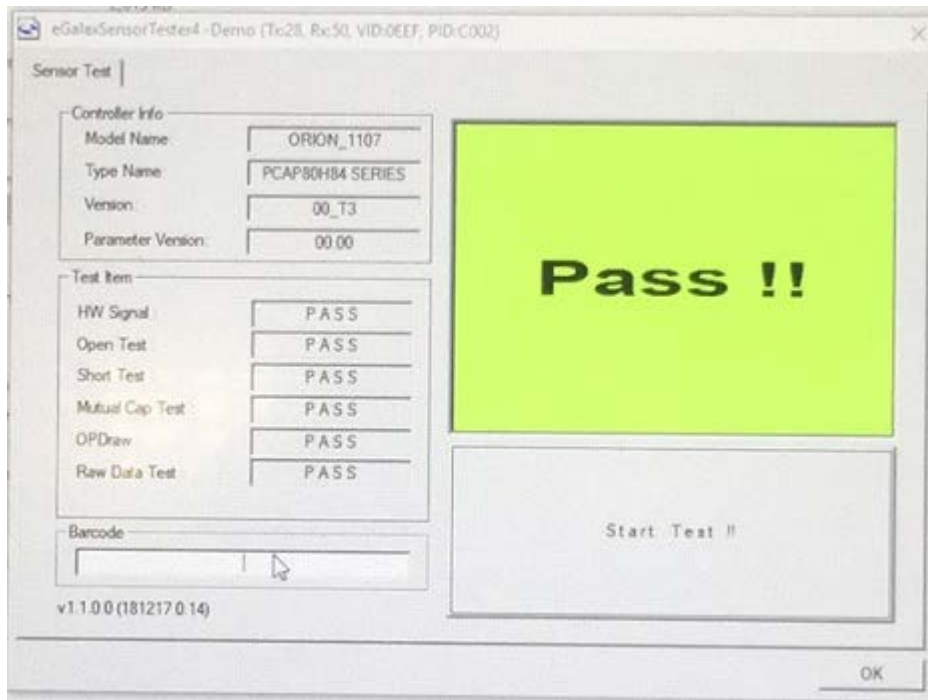 eGalaxSensorTester4 -Demo (Tx:28, Rx:50, VID:0EEF, PID:C002)
Sensor Test
Controller Info
Model Name: ORION_1107
Type Name PCAP80H84 SERIES
Version: 00_T3
Parameter Version: 00.00
Test Item
HW Signal PASS
Open Test PASS
Short Test PASS
Mutual Cap Test PASS
OPDraw PASS
Raw Data Test PASS
Pass !!
Start Test !!
Barcode
v1.1.0.0 (181217 0.14)
OK